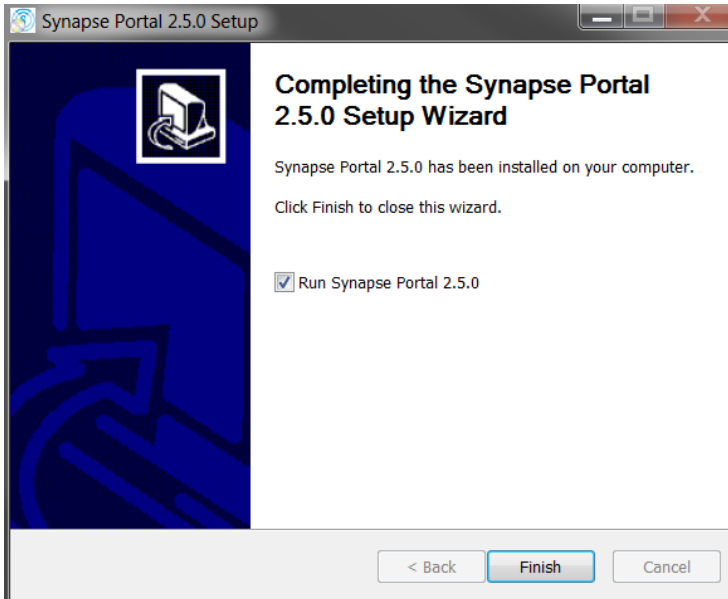 Synapse Portal 2.5.0 Setup
Completing the Synapse Portal
2.5.0 Setup Wizard
Synapse Portal 2.5.0 has been installed on your computer.
Click Finish to close this wizard.
Run Synapse Portal 2.5.0
< Back
Finish
Cancel